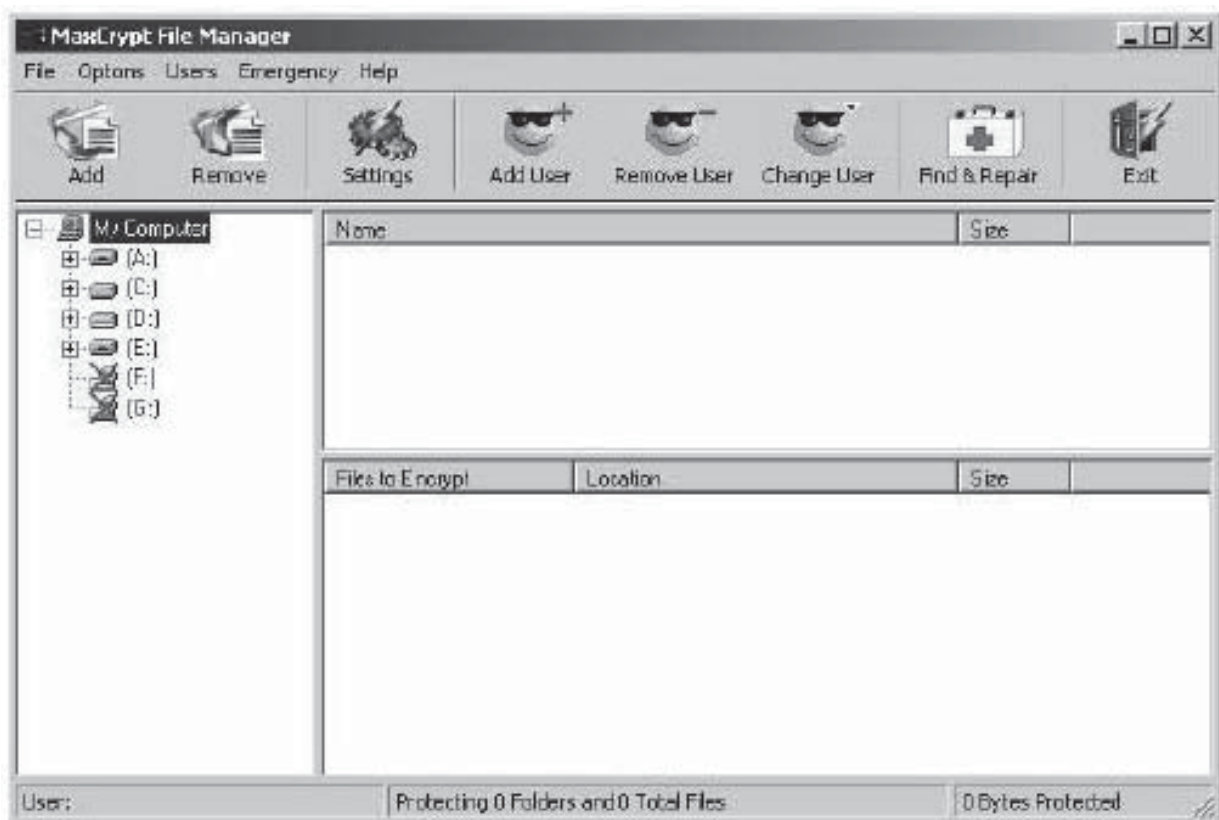 MaxCrypt File Manager
File Options Users Emergency Help
Add Remove Settings Add User Remove User Change User Find & Repair Exit
My Computer
(A:)
(C:)
(D:)
(E:)
(F:)
(G:)
Name Size
Files to Encrypt Location Size
User: Protecting 0 Folders and 0 Total Files 0 Bytes Protected